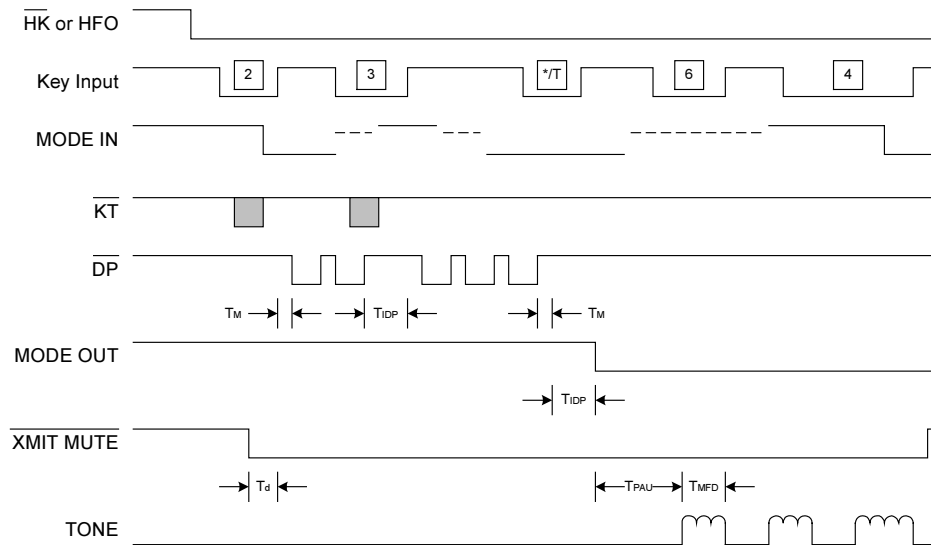 HK or HFO
Key Input 2 3 */T 6 4
MODE IN
KT
DP
TM TIDP TM
MODE OUT
TIDP
XMIT MUTE
Td TPAU TMFD
TONE